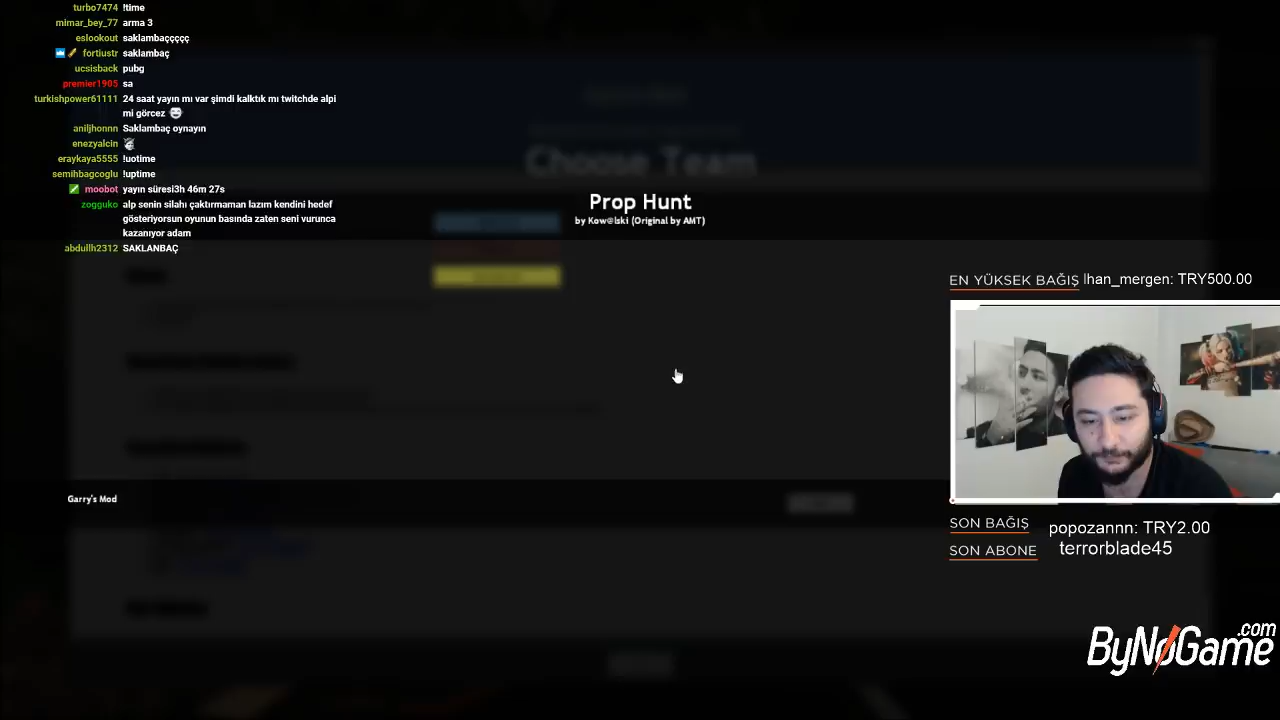 turbo7474 !time
mimar_bey_77 arma 3
eslookout saklambaççççç
fortiustr saklambaç
ucsisback pubg
premier1905 sa
turkishpower61111 24 saat yayın mı var şimdi kalktık mı twitchde alpi
mi görcez
aniljhonnn Saklambaç oynayın
enezyalcin
eraykaya5555 !uotime
semihbagcoglu !uptime
moobot yayın süresi3h 46m 27s
zogguko alp senin silahı çaktırmaman lazım kendini hedef
gösteriyorsun oyunun basında zaten seni vurunca
kazanıyor adam
abdullh2312 SAKLANBAÇ
Choose Team
Prop Hunt
by Kow@lski (Original by AMT)
EN YÜKSEK BAĞIŞ lhan_mergen: TRY500.00
Garry's Mod
SON BAĞIŞ popozannn: TRY2.00
SON ABONE terrorblade45
ByNoGame.com